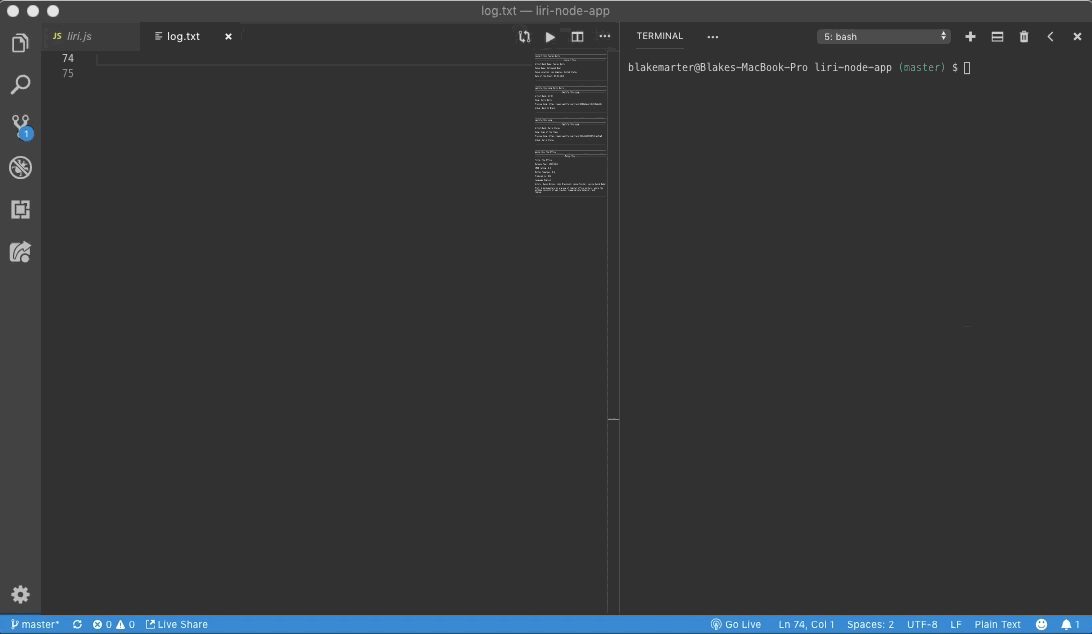 log.txt — liri-node-app
JS liri.js
log.txt
TERMINAL
5: bash
74
75
blakemarter@Blakes-MacBook-Pro liri-node-app (master) $
1
master*
0
0
Live Share
Go Live
Ln 74, Col 1
Spaces: 2
UTF-8
LF
Plain Text
1